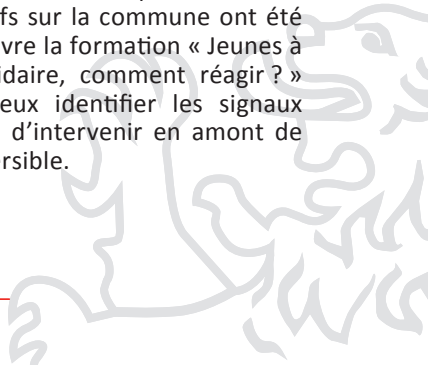 fs sur la commune ont été
vre la formation « Jeunes à
idaire, comment réagir ? »
eux identifier les signaux
d'intervenir en amont de
ersible.